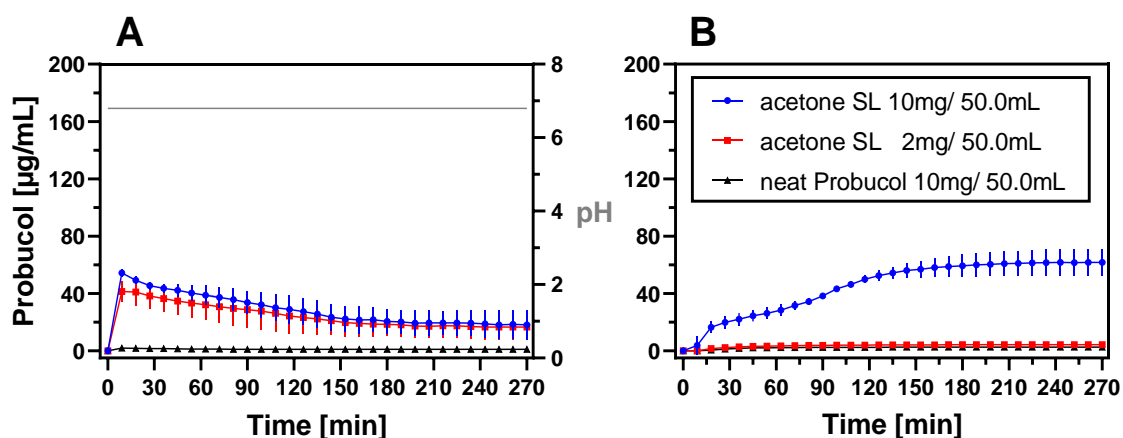 A
B
200
160
120
80
40
0
Probucol [µg/mL]
8
6
4
2
0
pH
0 30 60 90 120 150 180 210 240 270
Time [min]
200
160
120
80
40
0
acetone SL 10mg/ 50.0mL
acetone SL 2mg/ 50.0mL
neat Probucol 10mg/ 50.0mL
0 30 60 90 120 150 180 210 240 270
Time [min]